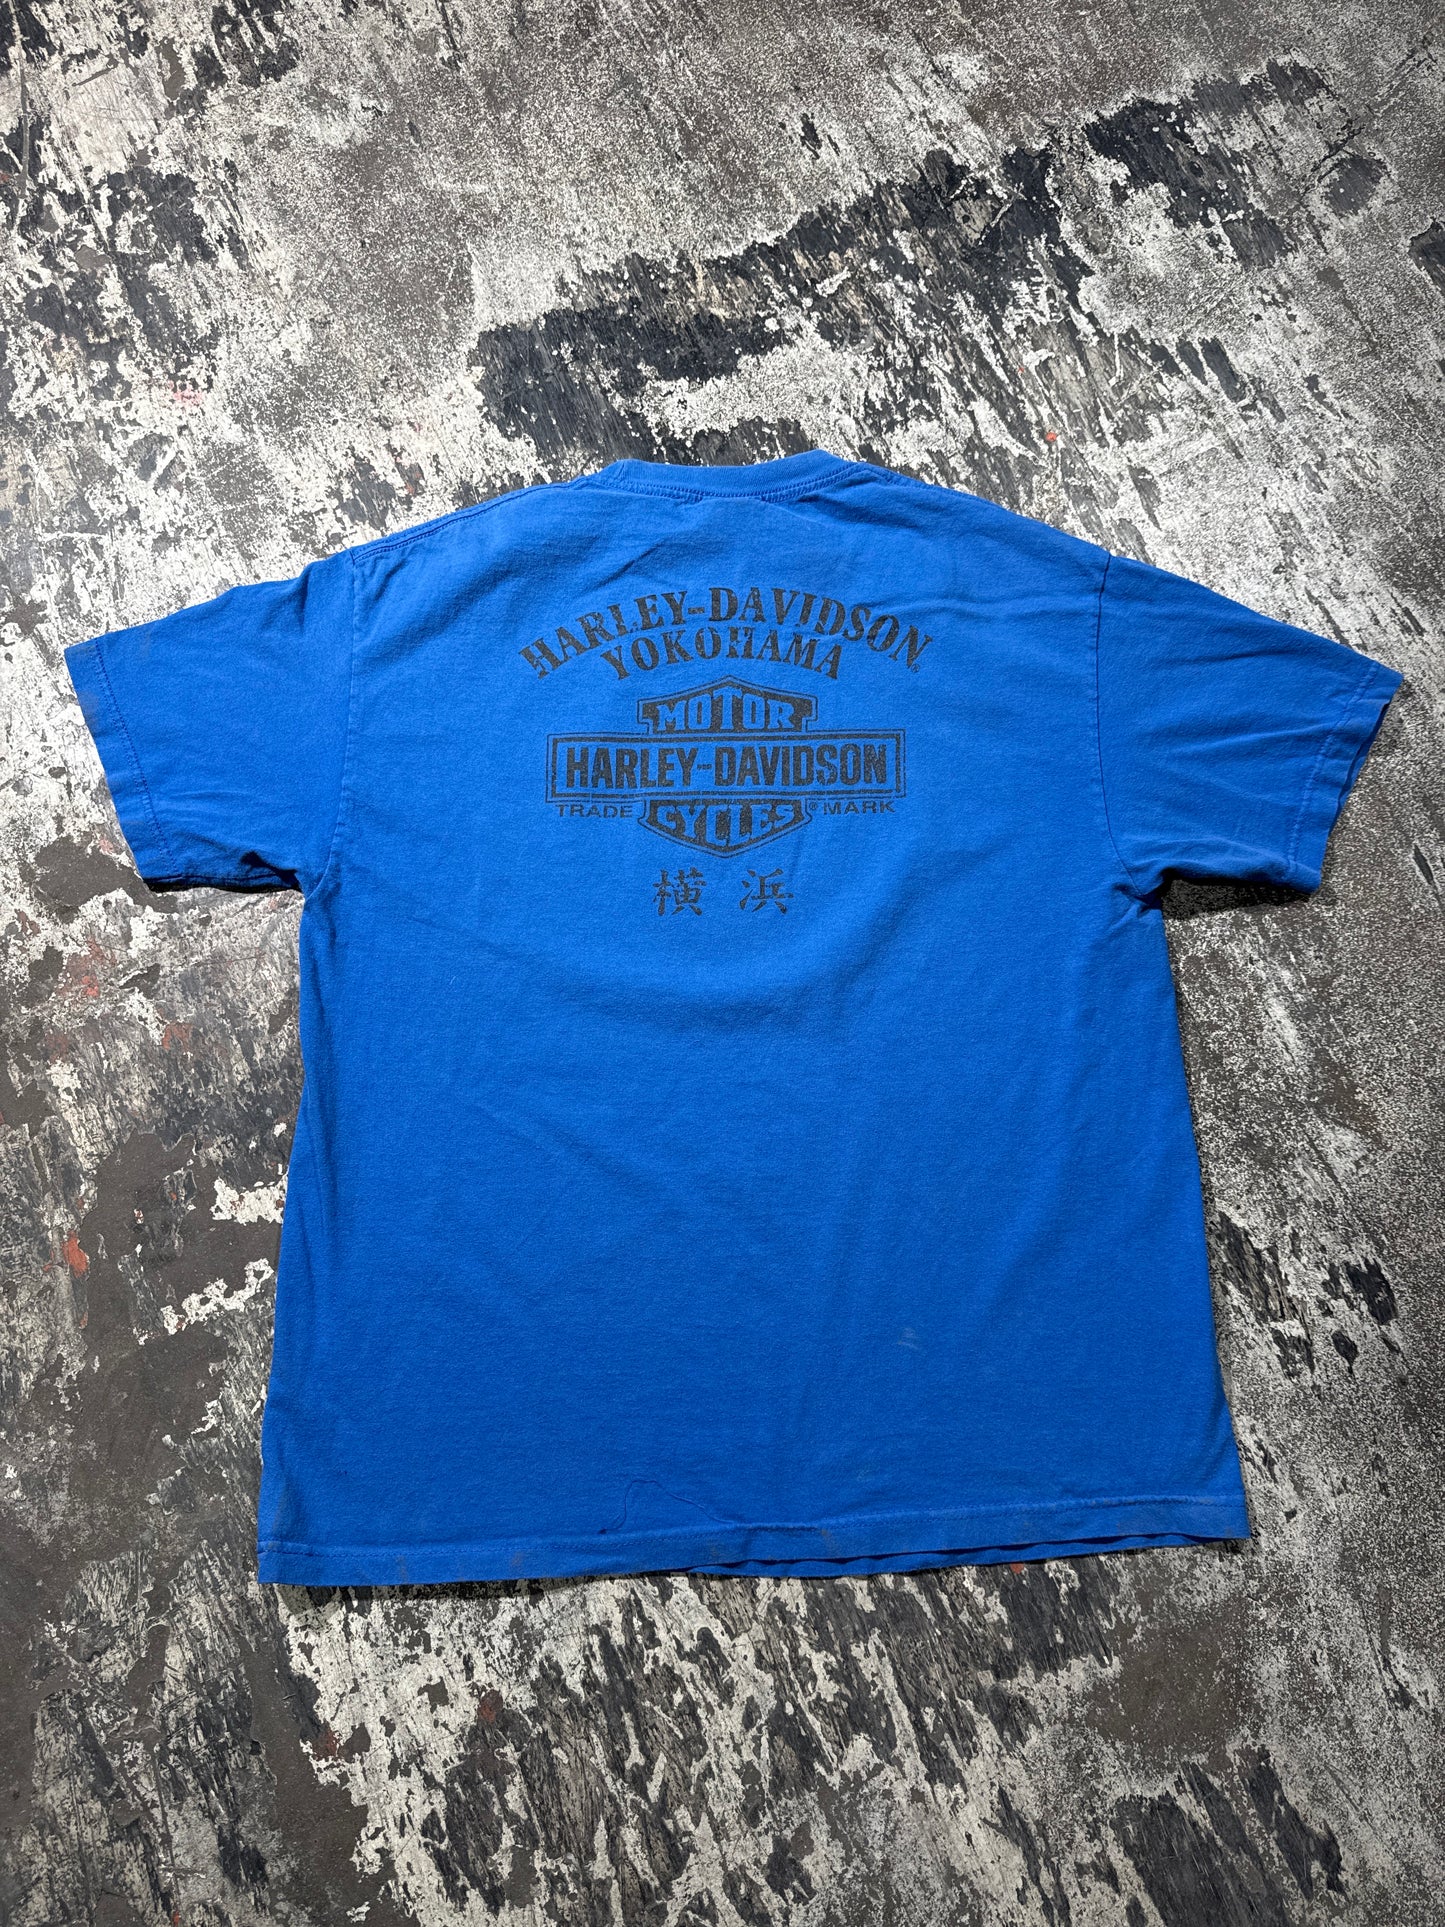 HARLEY-DAVIDSON®
YOKOHAMA
MOTOR
HARLEY-DAVIDSON
TRADE CYCLES ® MARK
横 浜